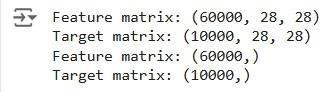 Feature matrix: (60000, 28, 28)
Target matrix: (10000, 28, 28)
Feature matrix: (60000,)
Target matrix: (10000,)